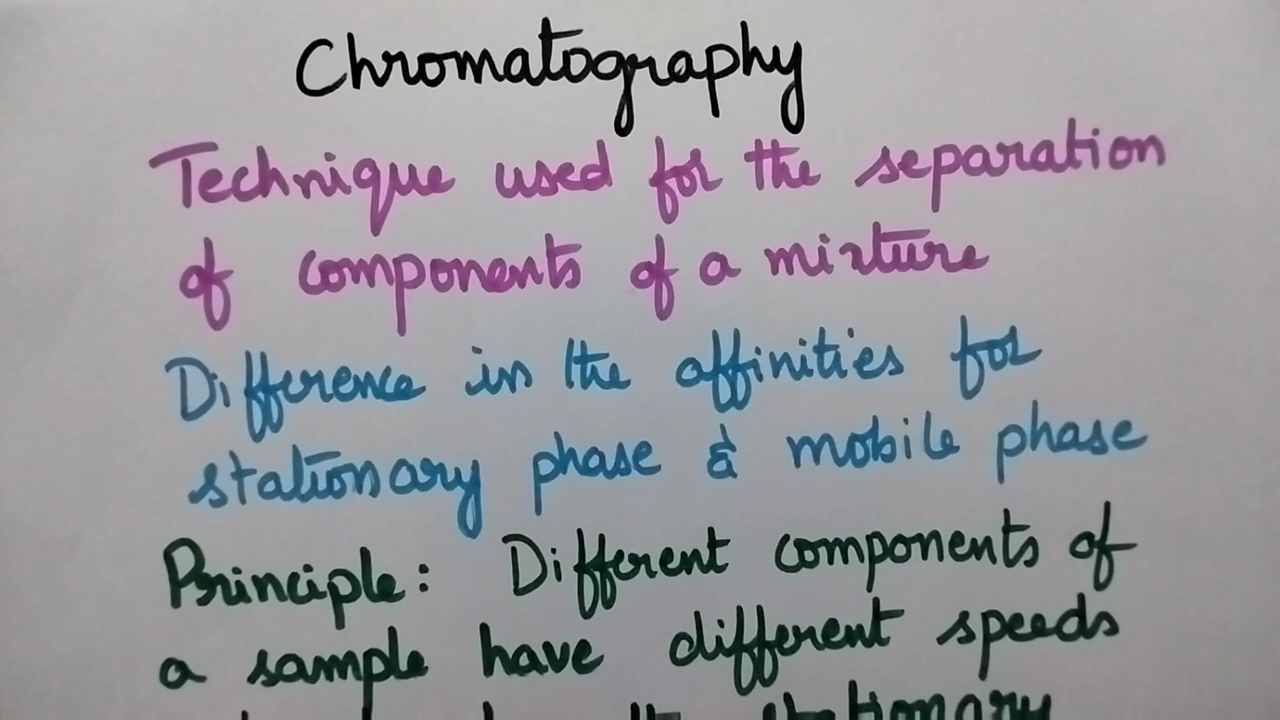 Chromatography
Technique used for the separation
of components of a mixture
Difference in the affinities for
stationary phase & mobile phase
Principle: Different components of
a sample have different speeds
stationary